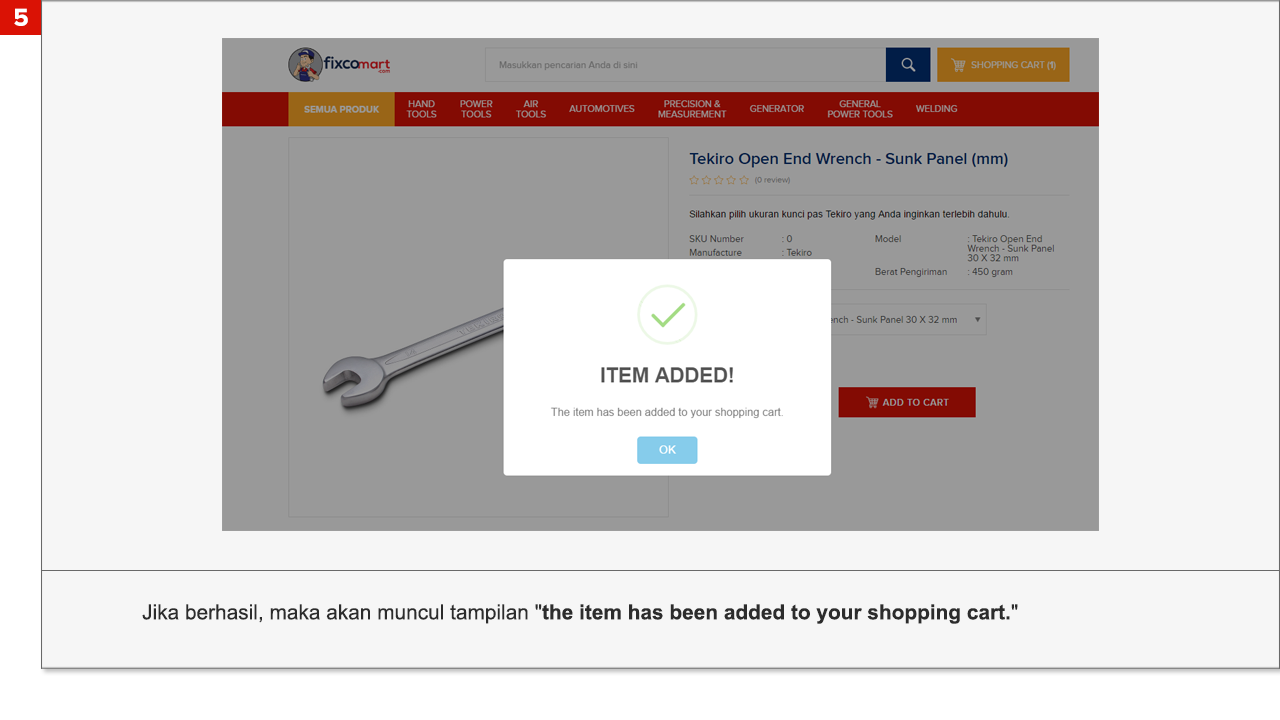 5
fixcomart
.com
Masukkan pencarian Anda di sini
SHOPPING CART (1)
SEMUA PRODUK
HAND TOOLS
POWER TOOLS
AIR TOOLS
AUTOMOTIVES
PRECISION & MEASUREMENT
GENERATOR
GENERAL POWER TOOLS
WELDING
Tekiro Open End Wrench - Sunk Panel (mm)
(0 review)
Silahkan pilih ukuran kunci pas Tekiro yang Anda inginkan terlebih dahulu.
SKU Number : 0
Manufacture : Tekiro
Model : Tekiro Open End
Wrench - Sunk Panel
30 X 32 mm
Berat Pengiriman : 450 gram
- Sunk Panel 30 X 32 mm
ITEM ADDED!
The item has been added to your shopping cart.
OK
ADD TO CART
Jika berhasil, maka akan muncul tampilan "the item has been added to your shopping cart."